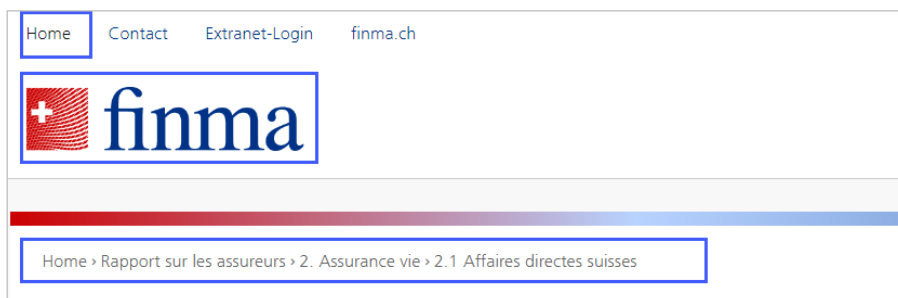 Home Contact Extranet-Login finma.ch
finma
Home › Rapport sur les assureurs › 2. Assurance vie › 2.1 Affaires directes suisses